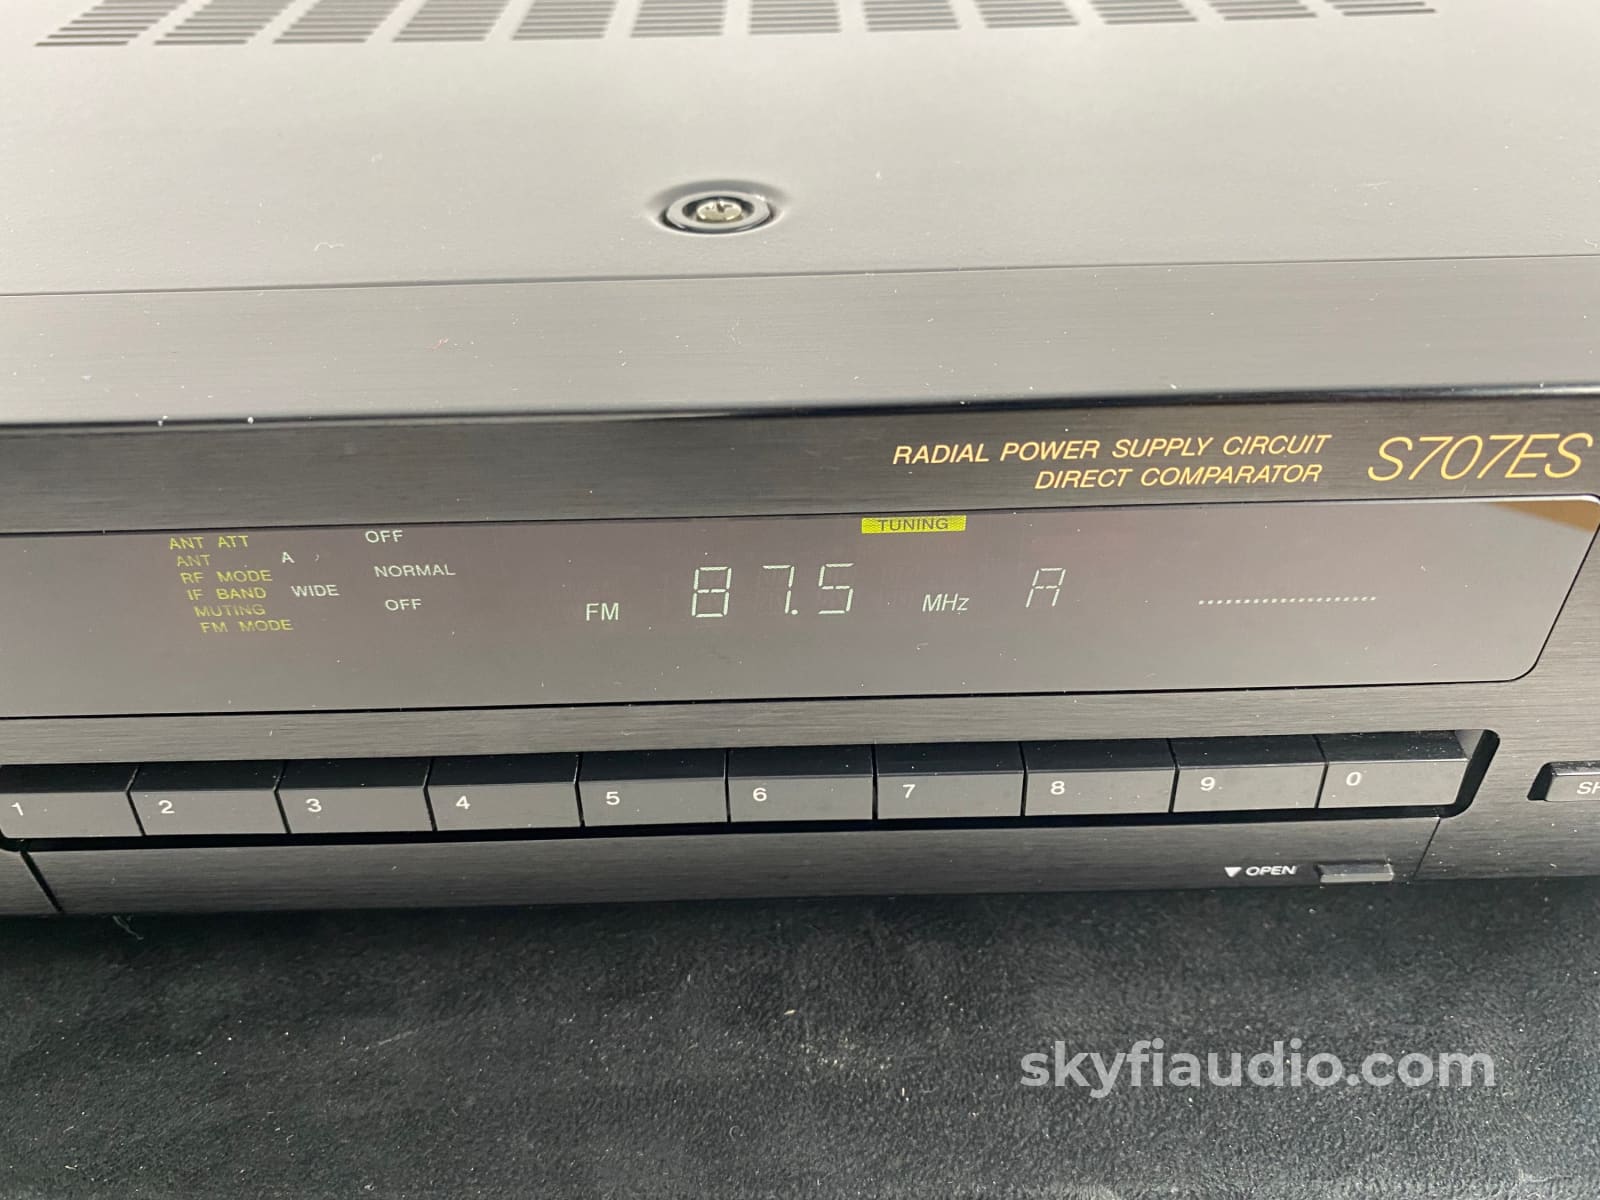 RADIAL POWER SUPPLY CIRCUIT
DIRECT COMPARATOR
S707ES
TUNING
ANT ATT OFF
ANT A
RF MODE NORMAL
IF BAND WIDE
MUTING OFF
FM MODE
FM 87.5 MHz A
1 2 3 4 5 6 7 8 9 0
▼ OPEN
skyfiaudio.com